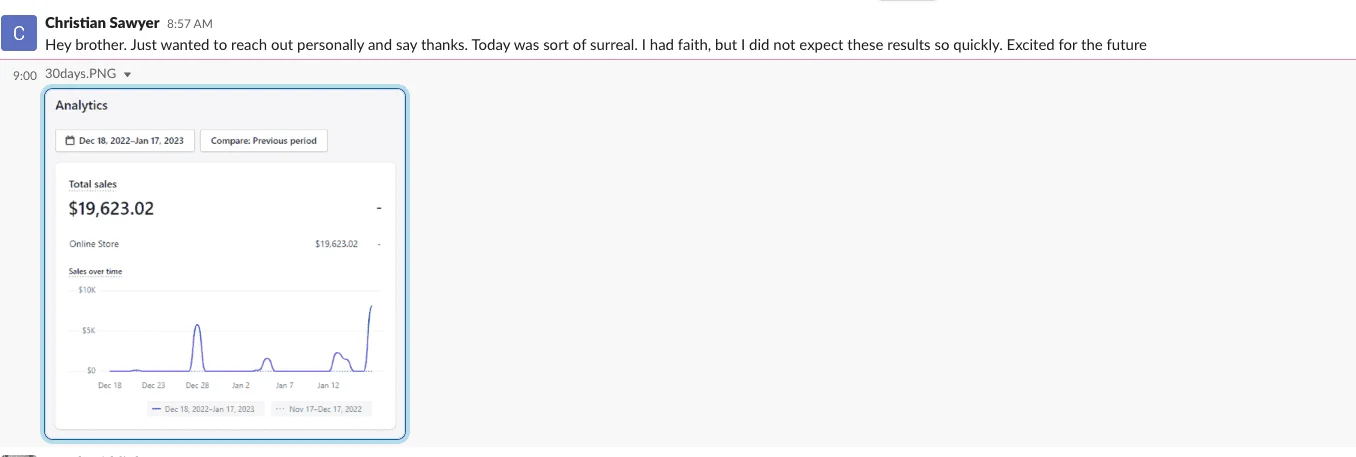 C
Christian Sawyer 8:57 AM
Hey brother. Just wanted to reach out personally and say thanks. Today was sort of surreal. I had faith, but I did not expect these results so quickly. Excited for the future
9:00 30days.PNG
Analytics
Dec 18, 2022–Jan 17, 2023 Compare: Previous period
Total sales
$19,623.02 -
Online Store $19,623.02 -
Sales over time
$10K
$5K
$0
Dec 18 Dec 23 Dec 28 Jan 2 Jan 7 Jan 12
Dec 18, 2022–Jan 17, 2023 Nov 17–Dec 17, 2022